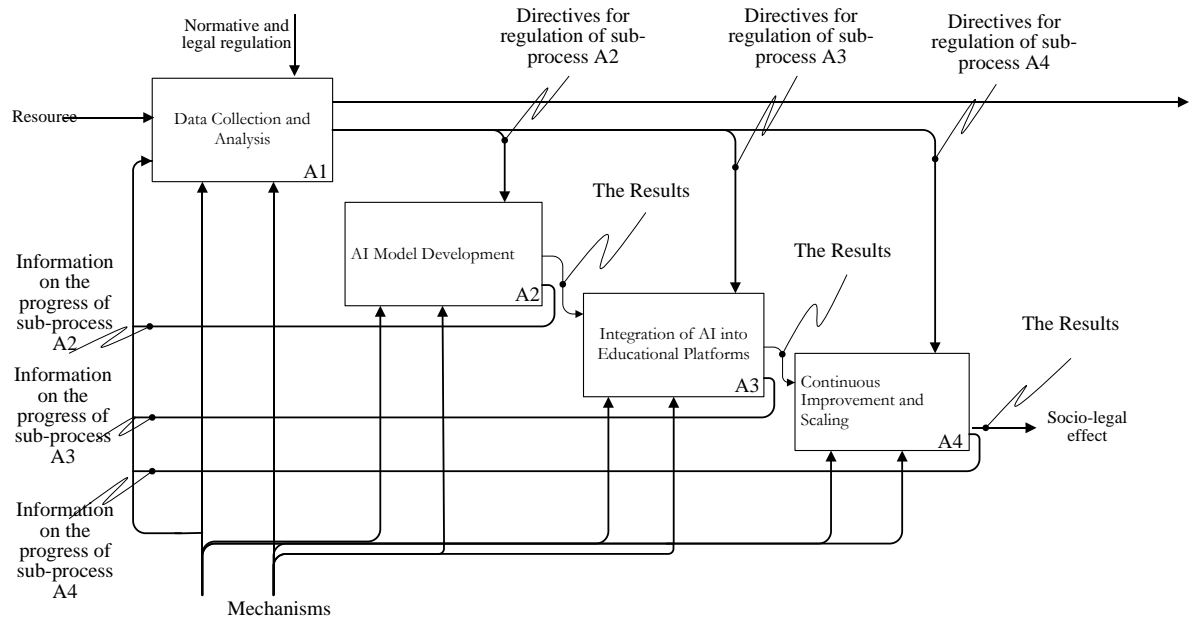 Normative and
legal regulation
Directives for
regulation of sub-
process A2
Directives for
regulation of sub-
process A3
Directives for
regulation of sub-
process A4
Resource
Data Collection and
Analysis
A1
The Results
AI Model Development
A2
The Results
Information
on the
progress of
sub-process
A2
Integration of AI into
Educational Platforms
A3
The Results
Information
on the
progress of
sub-process
A3
Continuous
Improvement and
Scaling
A4
Socio-legal
effect
Information
on the
progress of
sub-process
A4
Mechanisms